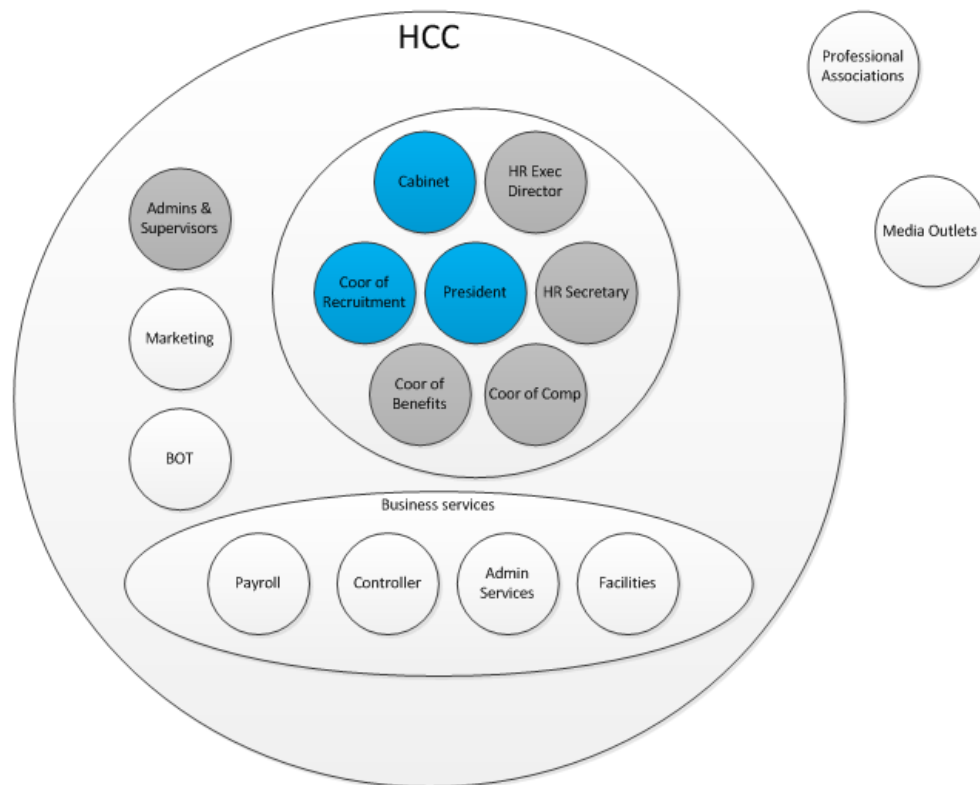 HCC
Professional
Associations
Cabinet
HR Exec
Director
Admins &
Supervisors
Media Outlets
Coor of
Recruitment
President
HR Secretary
Marketing
Coor of
Benefits
Coor of Comp
BOT
Business services
Payroll
Controller
Admin
Services
Facilities